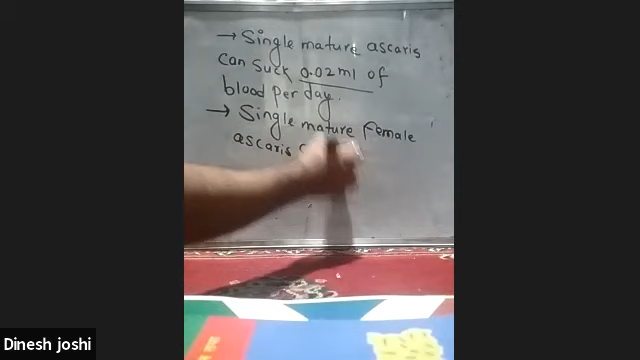 → Single mature ascaris
can suck 0.02ml of
blood per day.
→ Single mature female
ascaris
Dinesh joshi